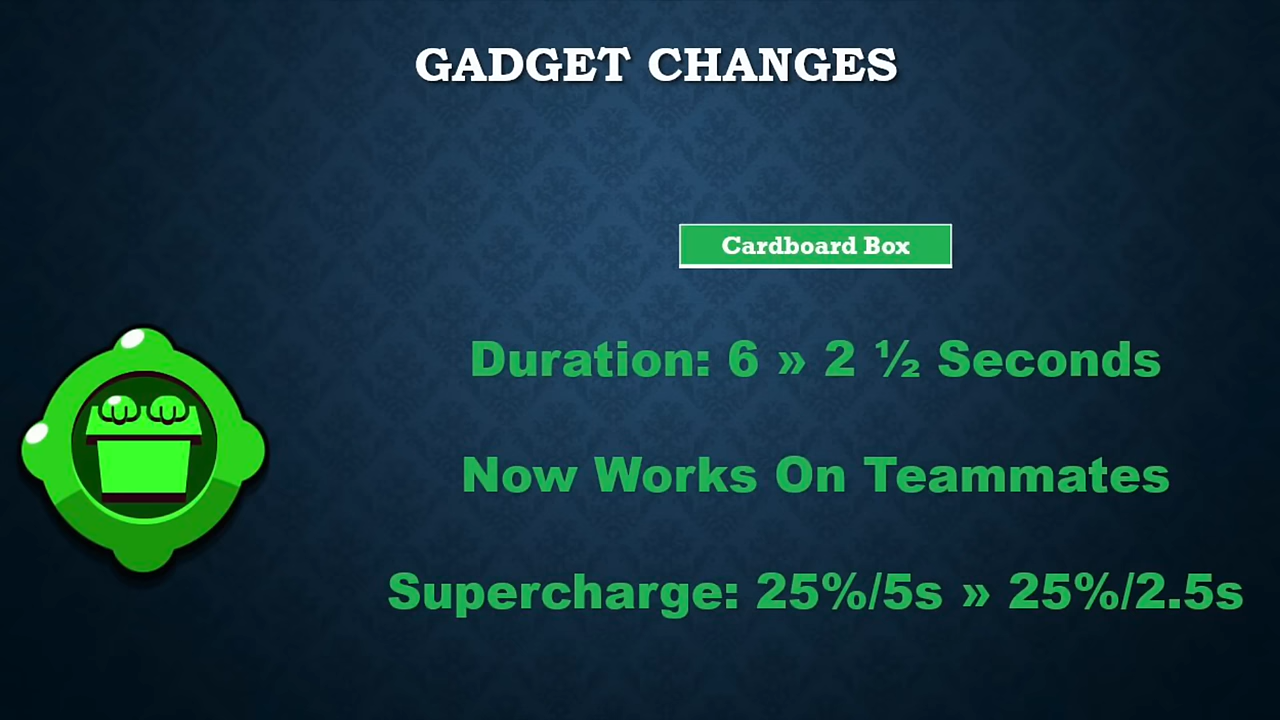 GADGET CHANGES
Cardboard Box
Duration: 6 » 2 ½ Seconds
Now Works On Teammates
Supercharge: 25%/5s » 25%/2.5s